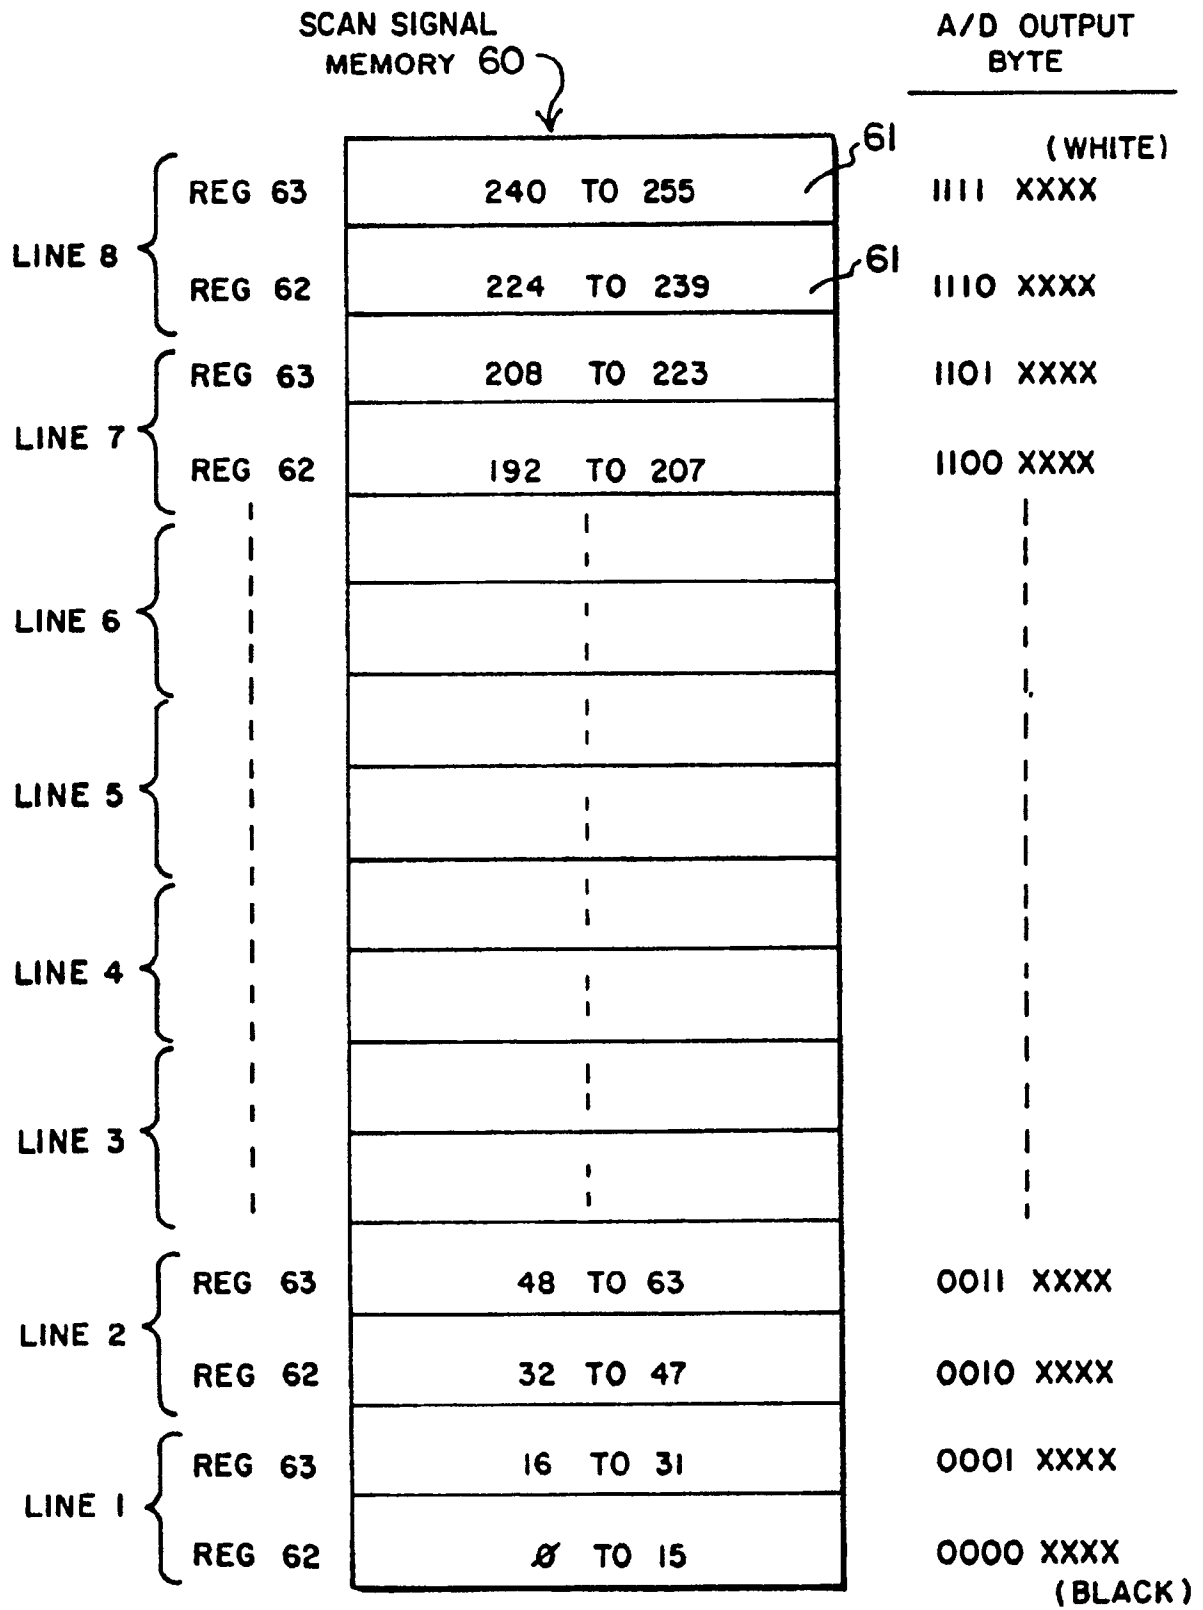 SCAN SIGNAL
MEMORY 60
A/D OUTPUT
BYTE
61
(WHITE)
REG 63 240 TO 255 1111 XXXX
LINE 8
61
REG 62 224 TO 239 1110 XXXX
REG 63 208 TO 223 1101 XXXX
LINE 7
REG 62 192 TO 207 1100 XXXX
LINE 6
LINE 5
LINE 4
LINE 3
REG 63 48 TO 63 0011 XXXX
LINE 2
REG 62 32 TO 47 0010 XXXX
REG 63 16 TO 31 0001 XXXX
LINE 1
REG 62 Ø TO 15 0000 XXXX
(BLACK)